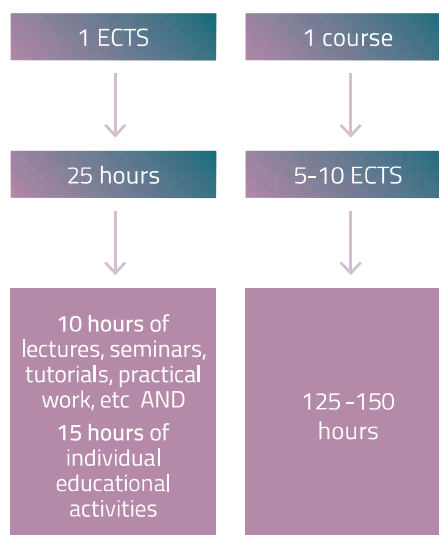 1 ECTS
25 hours
10 hours of
lectures, seminars,
tutorials, practical
work, etc AND
15 hours of
individual
educational
activities
1 course
5-10 ECTS
125-150
hours